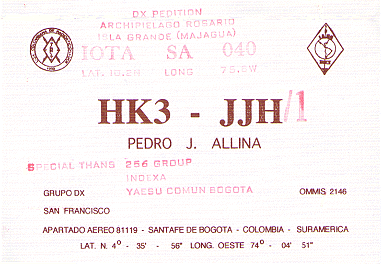 DX PEDITION
ARCHIPIELAGO ROSARIO
ISLA GRANDE (MAJAGUA)
IOTA SA 040
LAT. 10.2N LONG 75.5W
HK3 - JJH/1
PEDRO J. ALLINA
SPECIAL THANS 256 GROUP
INDEXA
GRUPO DX YAESU COMUN BOGOTA OMMIS 2146
SAN FRANCISCO
APARTADO AEREO 81119 - SANTAFE DE BOGOTA - COLOMBIA - SURAMERICA
LAT. N. 4° - 35' - 56" LONG. OESTE 74° - 04' 51"